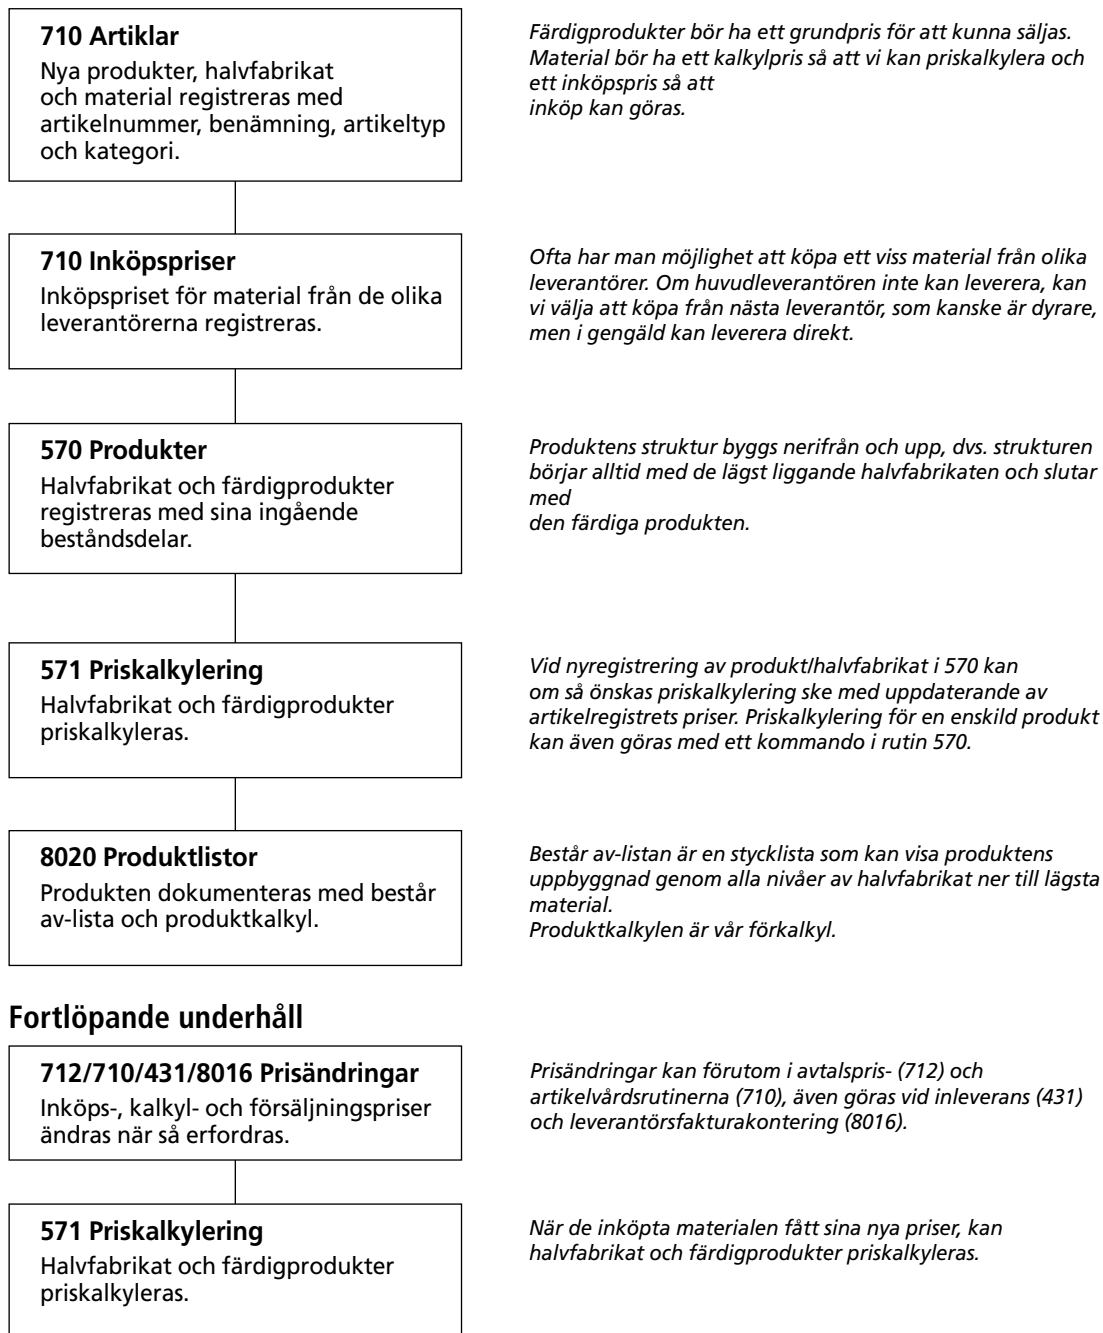 710 Artiklar
Nya produkter, halvfabrikat
och material registreras med
artikelnummer, benämning, artikeltyp
och kategori.
Färdigprodukter bör ha ett grundpris för att kunna säljas.
Material bör ha ett kalkylpris så att vi kan priskalkylera och
ett inköpspris så att
inköp kan göras.
710 Inköpspriser
Inköpspriset för material från de olika
leverantörerna registreras.
Ofta har man möjlighet att köpa ett viss material från olika
leverantörer. Om huvudleverantören inte kan leverera, kan
vi välja att köpa från nästa leverantör, som kanske är dyrare,
men i gengäld kan leverera direkt.
570 Produkter
Halvfabrikat och färdigprodukter
registreras med sina ingående
beståndsdelar.
Produktens struktur byggs nerifrån och upp, dvs. strukturen
börjar alltid med de lägst liggande halvfabrikaten och slutar
med
den färdiga produkten.
571 Priskalkylering
Halvfabrikat och färdigprodukter
priskalkyleras.
Vid nyregistrering av produkt/halvfabrikat i 570 kan
om så önskas priskalkylering ske med uppdaterande av
artikelregistrets priser. Priskalkylering för en enskild produkt
kan även göras med ett kommando i rutin 570.
8020 Produktlistor
Produkten dokumenteras med består
av-lista och produktkalkyl.
Består av-listan är en stycklista som kan visa produktens
uppbyggnad genom alla nivåer av halvfabrikat ner till lägsta
material.
Produktkalkylen är vår förkalkyl.
Fortlöpande underhåll
712/710/431/8016 Prisändringar
Inköps-, kalkyl- och försäljningspriser
ändras när så erfordras.
Prisändringar kan förutom i avtalspris- (712) och
artikelvårdsrutinerna (710), även göras vid inleverans (431)
och leverantörsfakturakontering (8016).
571 Priskalkylering
Halvfabrikat och färdigprodukter
priskalkyleras.
När de inköpta materialen fått sina nya priser, kan
halvfabrikat och färdigprodukter priskalkyleras.